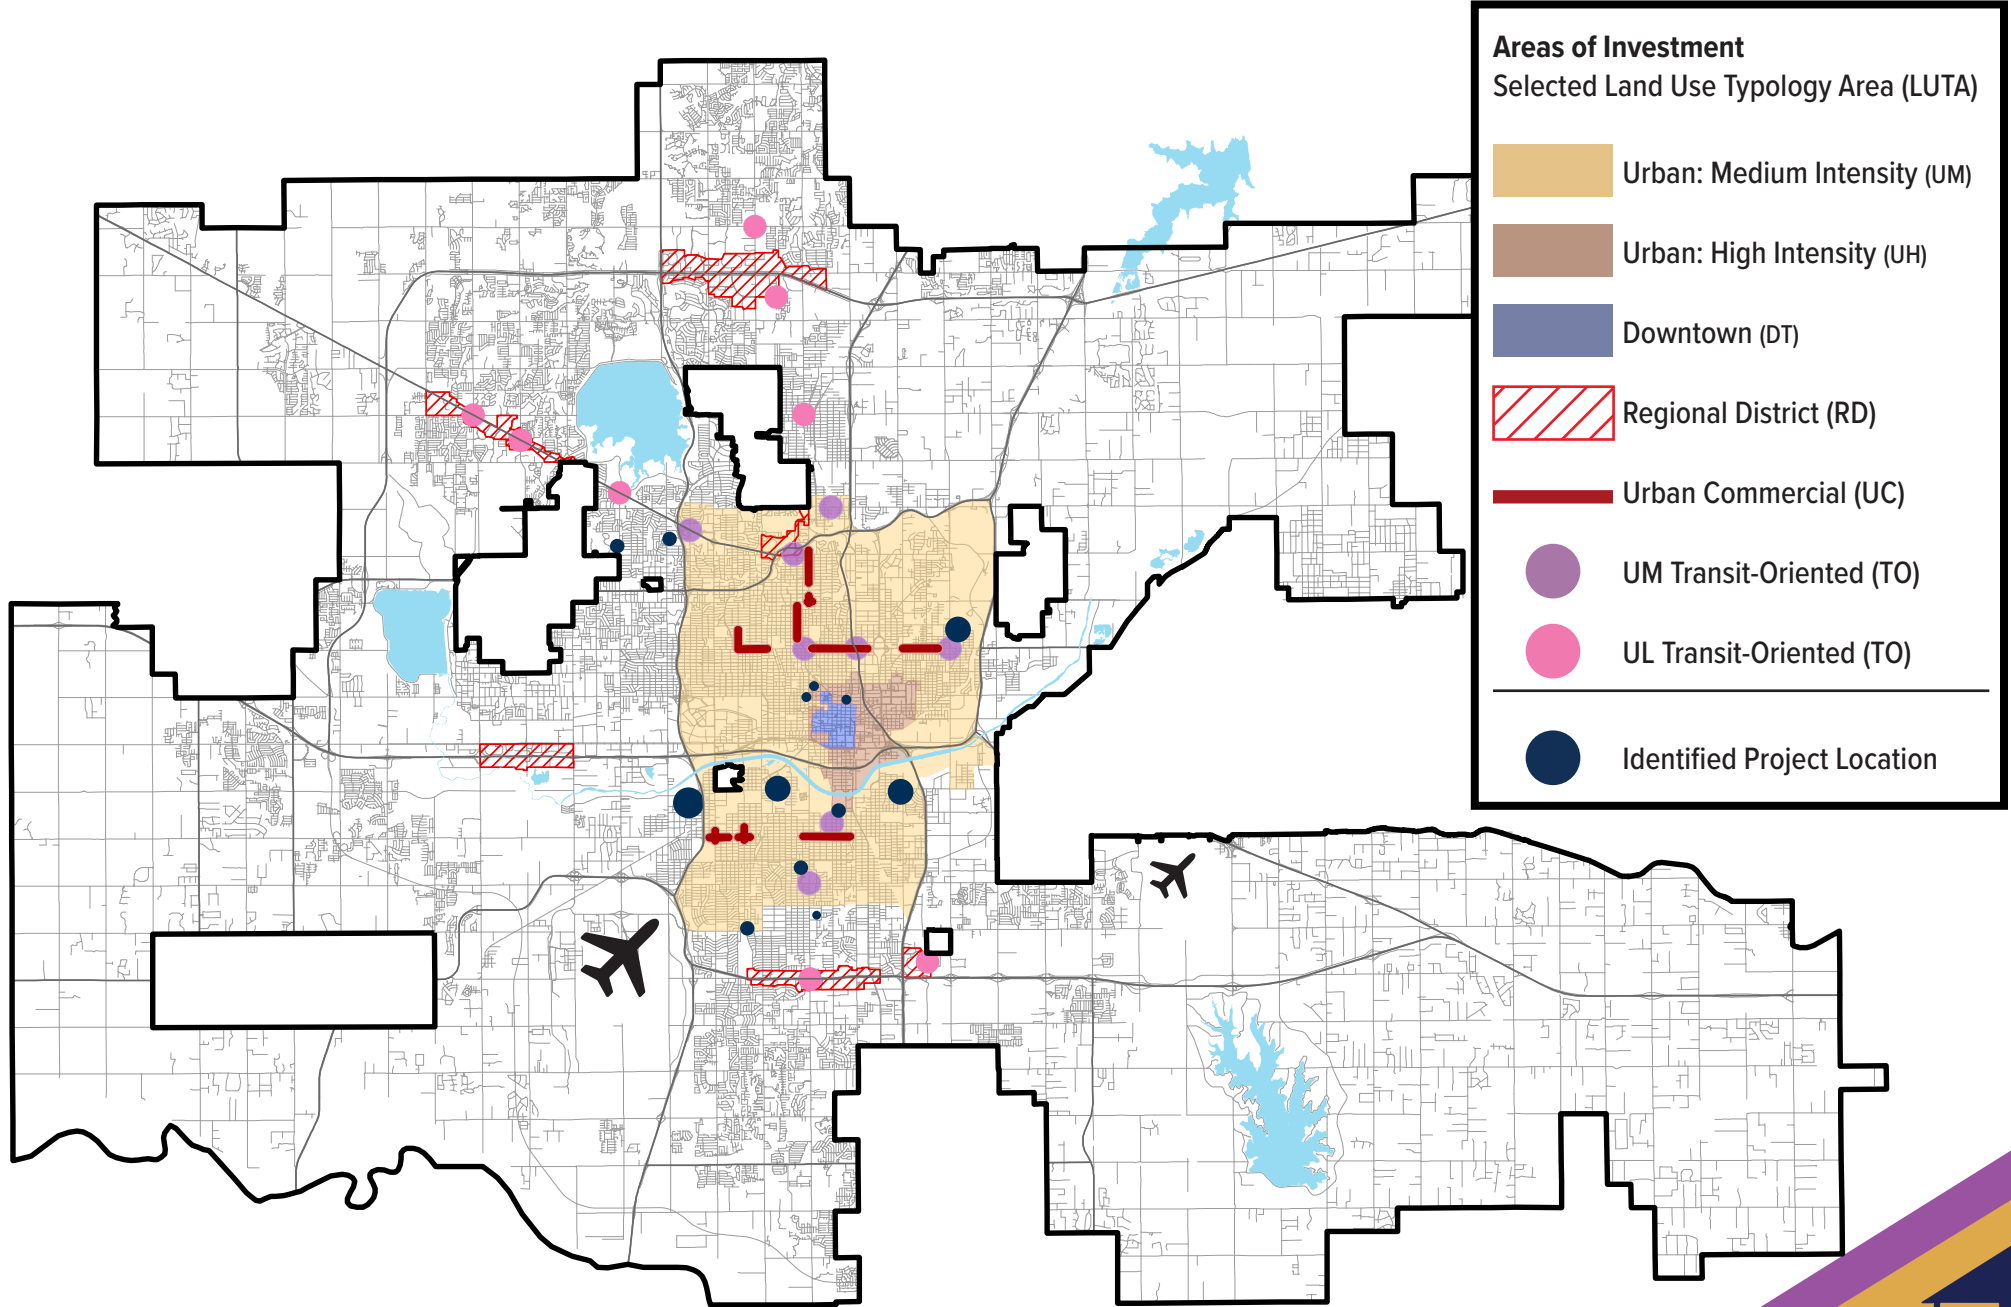 Areas of Investment
Selected Land Use Typology Area (LUTA)
Urban: Medium Intensity (UM)
Urban: High Intensity (UH)
Downtown (DT)
Regional District (RD)
Urban Commercial (UC)
UM Transit-Oriented (TO)
UL Transit-Oriented (TO)
Identified Project Location